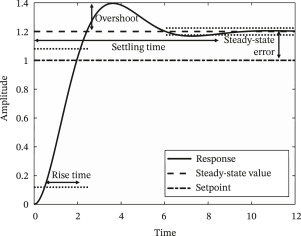 1.4
Overshoot
1.2
Settling time
Steady-state
error
1
0.8
Amplitude
0.6
0.4
Rise time
0.2
Response
Steady-state value
Setpoint
0
0 2 4 6 8 10 12
Time